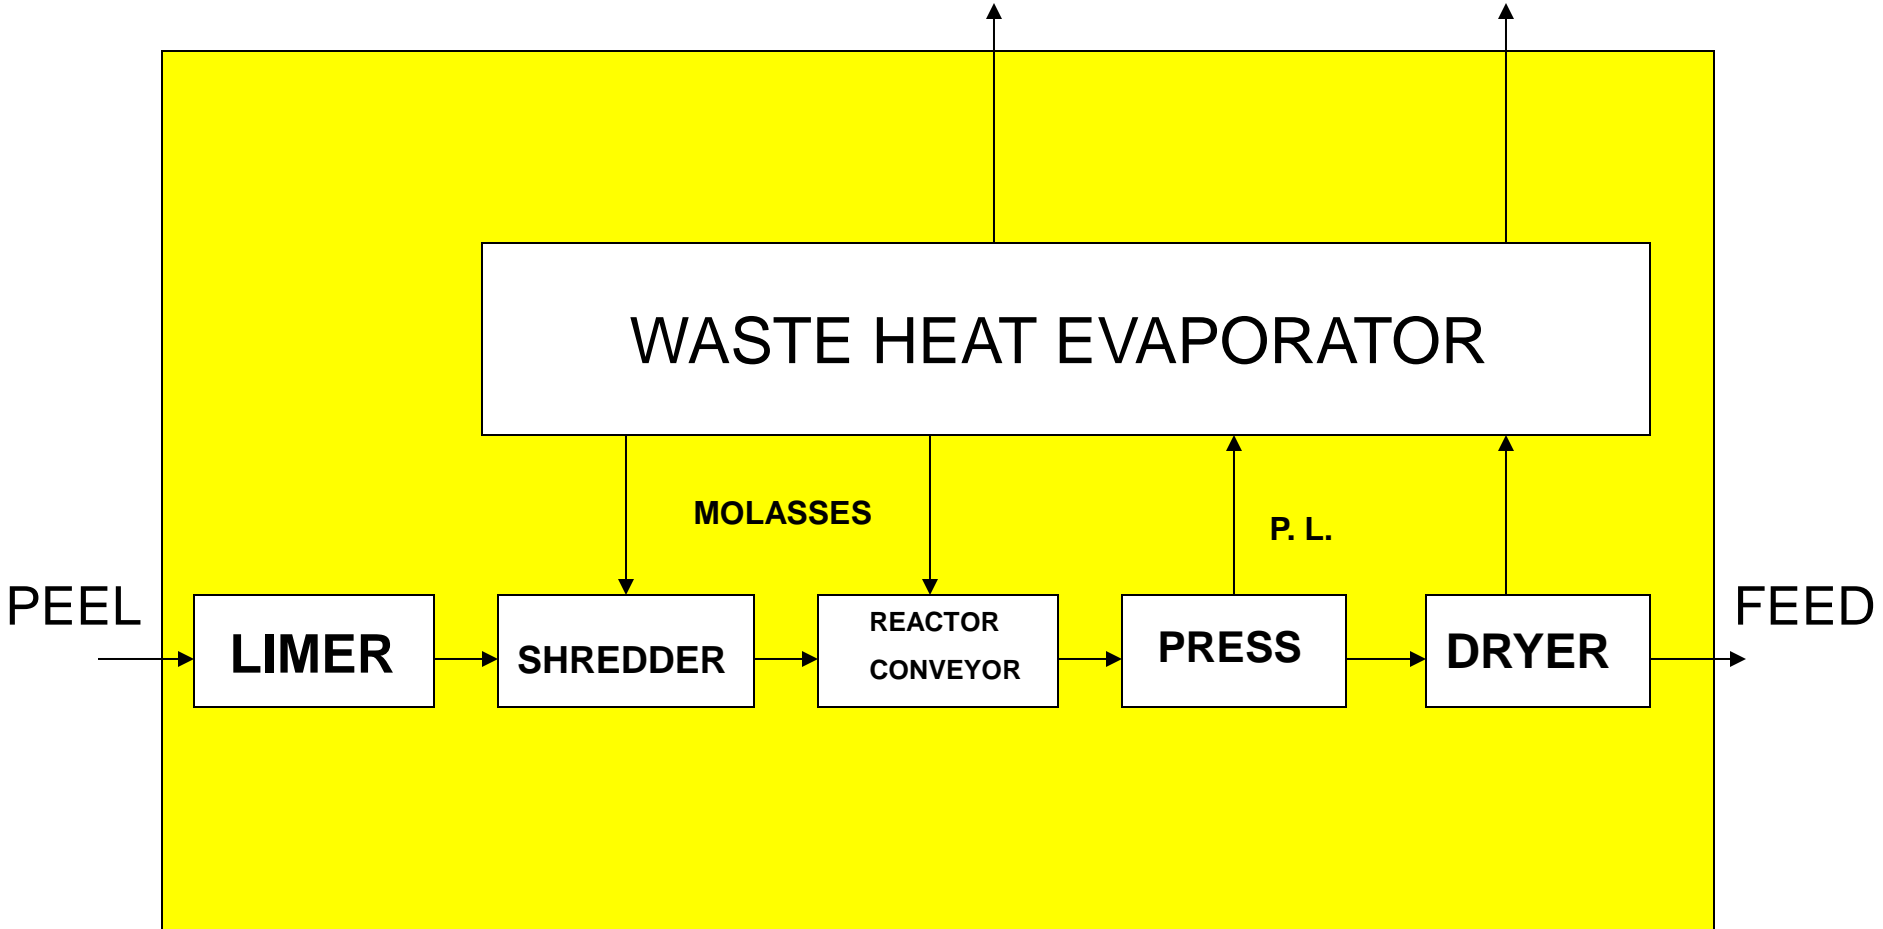 WASTE HEAT EVAPORATOR
MOLASSES
P. L.
PEEL
LIMER
SHREDDER
REACTOR
CONVEYOR
PRESS
DRYER
FEED